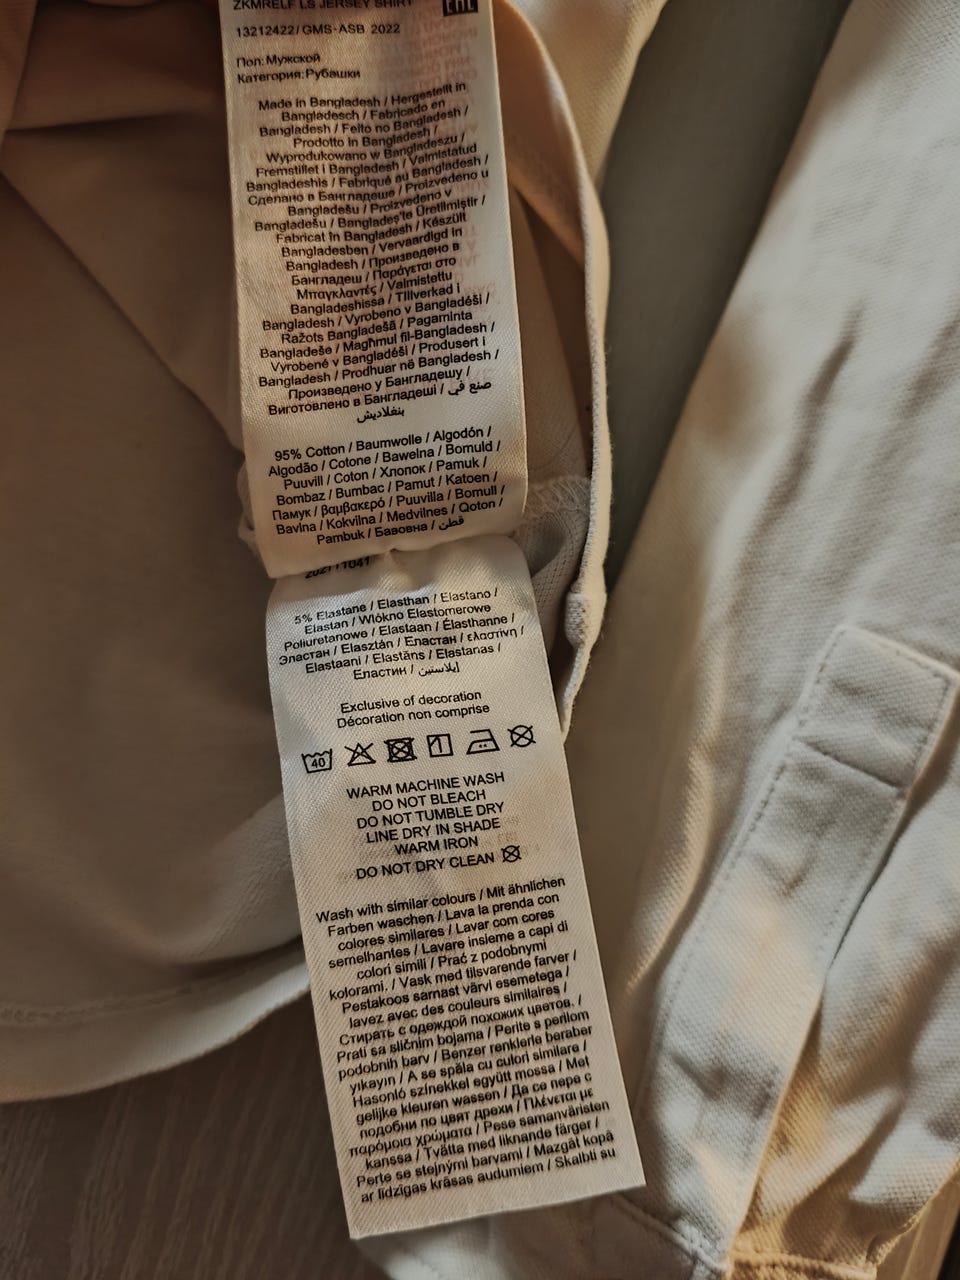 ZKMRELF LS JERSEY SHIRT
EAC
13212422/GMS-ASB 2022
Пол:Мужской
Категория:Рубашки
Made in Bangladesh / Hergestellt in
Bangladesch / Fabricado en
Bangladesh / Feito no Bangladesh /
Prodotto in Bangladesh /
Wyprodukowano w Bangladeszu /
Fremstillet i Bangladesh / Valmistatud
Bangladeshis / Fabriqué au Bangladesh /
Сделано в Бангладеше / Proizvedeno u
Bangladešu / Proizvedeno v
Bangladešu / Bangladeş'te Üretilmiştir /
Fabricat în Bangladesh / Készült
Bangladesben / Vervaardigd in
Bangladesh / Произведено в
Бангладеш / Παράγεται στο
Μπαγκλαντές / Valmistettu
Bangladeshissa / Tillverkad i
Bangladesh / Vyrobeno v Bangladéši /
Ražots Bangladešā / Pagaminta
Bangladeše / Magħmul fil-Bangladesh /
Vyrobené v Bangladéši / Produsert i
Bangladesh / Prodhuar në Bangladesh /
Произведено у Бангладешу /
Виготовлено в Бангладеші / صنع في
بنغلاديش
95% Cotton / Baumwolle / Algodón /
Algodão / Cotone / Bawelna / Bomuld /
Puuvill / Coton / Хлопок / Pamuk /
Bombaz / Bumbac / Pamut / Katoen /
Памук / βαμβακερό / Puuvilla / Bomull /
Bavlna / Kokvilna / Medvilnes / Qoton /
Pambuk / Бавовна / قطن
2021 / 1041
5% Elastane / Elasthan / Elastano /
Elastan / Wlókno Elastomerowe
Poliuretanowe / Elastaan / Élasthanne /
Эластан / Elasztán / Еластан / ελαστίνη /
Elastaani / Elastāns / Elastanas /
Еластин / إيلاستين
Exclusive of decoration
Décoration non comprise
40
WARM MACHINE WASH
DO NOT BLEACH
DO NOT TUMBLE DRY
LINE DRY IN SHADE
WARM IRON
DO NOT DRY CLEAN
Wash with similar colours / Mit ähnlichen
Farben waschen / Lava la prenda con
colores similares / Lavar com cores
semelhantes / Lavare insieme a capi di
colori simili / Prać z podobnymi
kolorami. / Vask med tilsvarende farver /
Pestakoos sarnast värvi esemetega /
lavez avec des couleurs similaires /
Стирать с одеждой похожих цветов. /
Prati sa sličnim bojama / Perite s perilom
podobnih barv / Benzer renklerle beraber
yıkayın / A se spăla cu culori similare /
Hasonló színekkel együtt mossa / Met
gelijke kleuren wassen / Да се пере с
подобни по цвят дрехи / Πλένεται με
παρόμοια χρώματα / Pese samanväristen
kanssa / Tvätta med liknande färger /
Perte se stejnými barvami / Mazgāt kopā
ar līdzīgas krāsas audumiem / Skalbti su